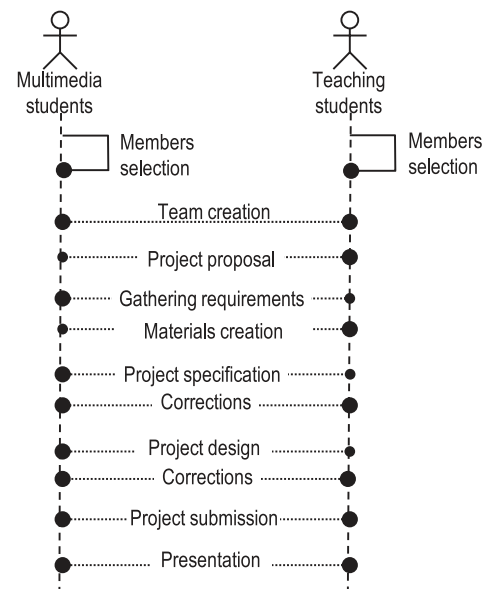 Multimedia
students
Teaching
students
Members
selection
Members
selection
Team creation
Project proposal
Gathering requirements
Materials creation
Project specification
Corrections
Project design
Corrections
Project submission
Presentation